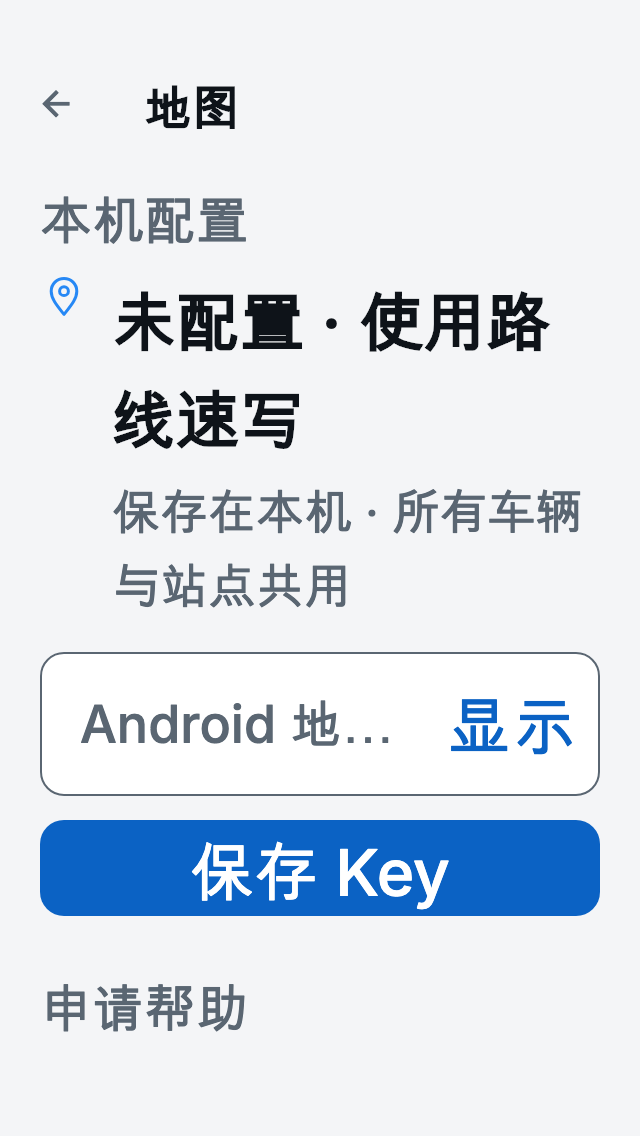 地图
本机配置
未配置 · 使用路
线速写
保存在本机 · 所有车辆
与站点共用
Android 地… 显示
保存 Key
申请帮助